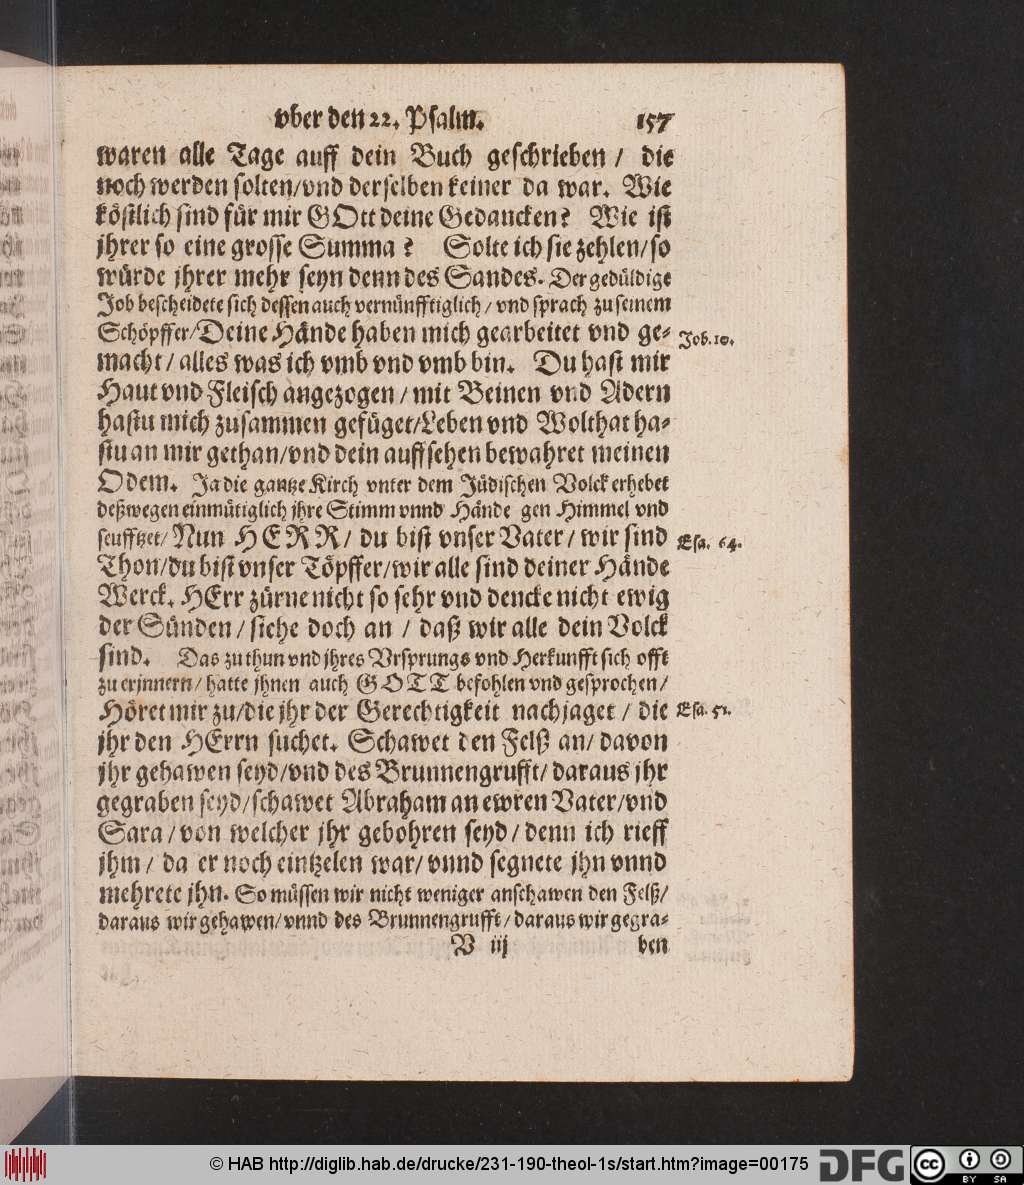 vber den 22. Psalm.
157
waren alle Tage auff dein Buch geschrieben / die
noch werden solten/vnd derselben keiner da war. Wie
köstlich sind für mir GOtt deine Gedancken? Wie ist
jhrer so eine grosse Summa? Solte ich sie zehlen/so
würde jhrer mehr seyn denn des Sandes. Der gedüldige
Job bescheidete sich dessen auch vernünfftiglich/ vnd sprach zu seinem
Schöpffer/Deine Hände haben mich gearbeitet vnd ge-
Job. 10.
macht/ alles was ich vmb vnd vmb bin. Du hast mir
Haut vnd Fleisch angezogen/ mit Beinen vnd Adern
hastu mich zusammen gefüget/Leben vnd Wolthat ha-
stu an mir gethan/vnd dein auffsehen bewahret meinen
Odem. Ja die gantze Kirch vnter dem Jüdischen Volck erhebet
deßwegen einmütiglich jhre Stimm vnnd Hände gen Himmel vnd
seufftzet/ Nun HERR/ du bist vnser Vater/ wir sind
Esa. 64.
Thon/du bist vnser Töpffer/wir alle sind deiner Hände
Werck. HErr zürne nicht so sehr vnd dencke nicht ewig
der Sünden/ siehe doch an / daß wir alle dein Volck
sind. Das zu thun vnd jhres Vrsprungs vnd Herkunfft sich offt
zu erjnnern/ hatte jhnen auch GOTT befohlen vnd gesprochen/
Höret mir zu/die jhr der Gerechtigkeit nachjaget / die
Esa. 51.
jhr den HErrn suchet. Schawet den Felß an/ davon
jhr gehawen seyd/vnd des Brunnengrufft/ daraus jhr
gegraben seyd/schawet Abraham an ewren Vater/vnd
Sara/ von welcher jhr gebohren seyd/ denn ich rieff
jhm/ da er noch eintzelen war/ vnnd segnete jhn vnnd
mehrete jhn. So müssen wir nicht weniger anschawen den Felß/
daraus wir gehawen/ vnnd des Brunnengrufft/ daraus wir gegra-
V iij
ben
© HAB http://diglib.hab.de/drucke/231-190-theol-1s/start.htm?image=00175
DFG
cc
BY
SA